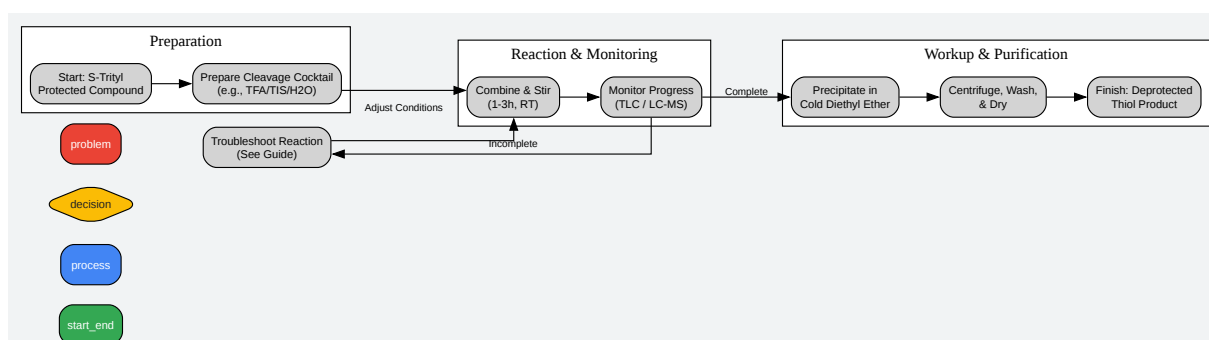 Preparation
Start: S-Trityl
Protected Compound
Prepare Cleavage Cocktail
(e.g., TFA/TIS/H2O)
Adjust Conditions
Reaction & Monitoring
Combine & Stir
(1-3h, RT)
Monitor Progress
(TLC / LC-MS)
Complete
Workup & Purification
Precipitate in
Cold Diethyl Ether
Centrifuge, Wash,
& Dry
Finish: Deprotected
Thiol Product
Troubleshoot Reaction
(See Guide)
Incomplete
problem
decision
process
start_end